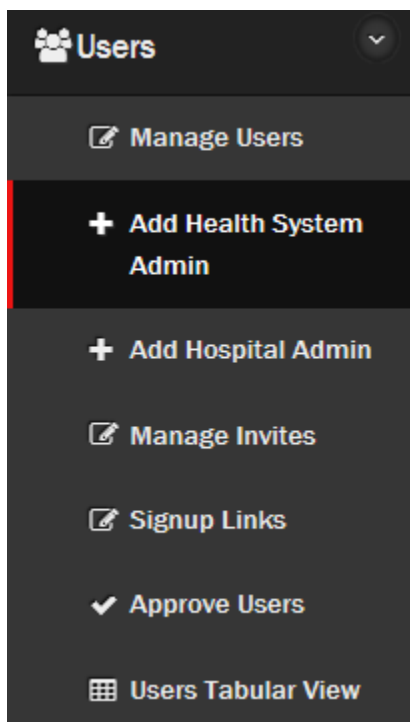 Users
Manage Users
Add Health System
Admin
Add Hospital Admin
Manage Invites
Signup Links
Approve Users
Users Tabular View